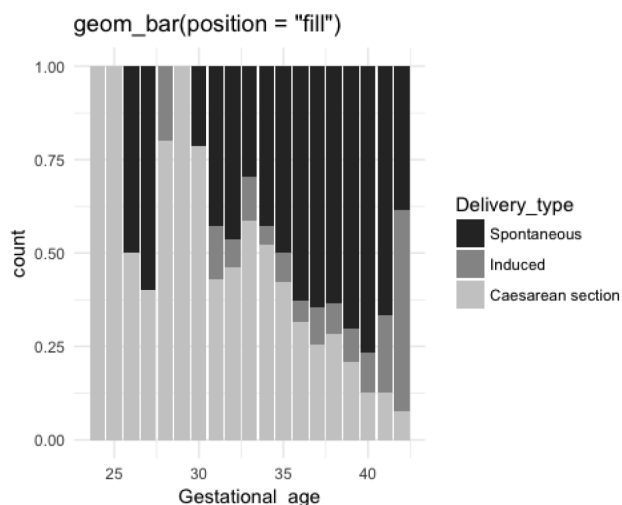 geom_bar(position = "fill")
1.00
0.75
0.50
0.25
0.00
count
25 30 35 40
Gestational_age
Delivery_type
Spontaneous
Induced
Caesarean section